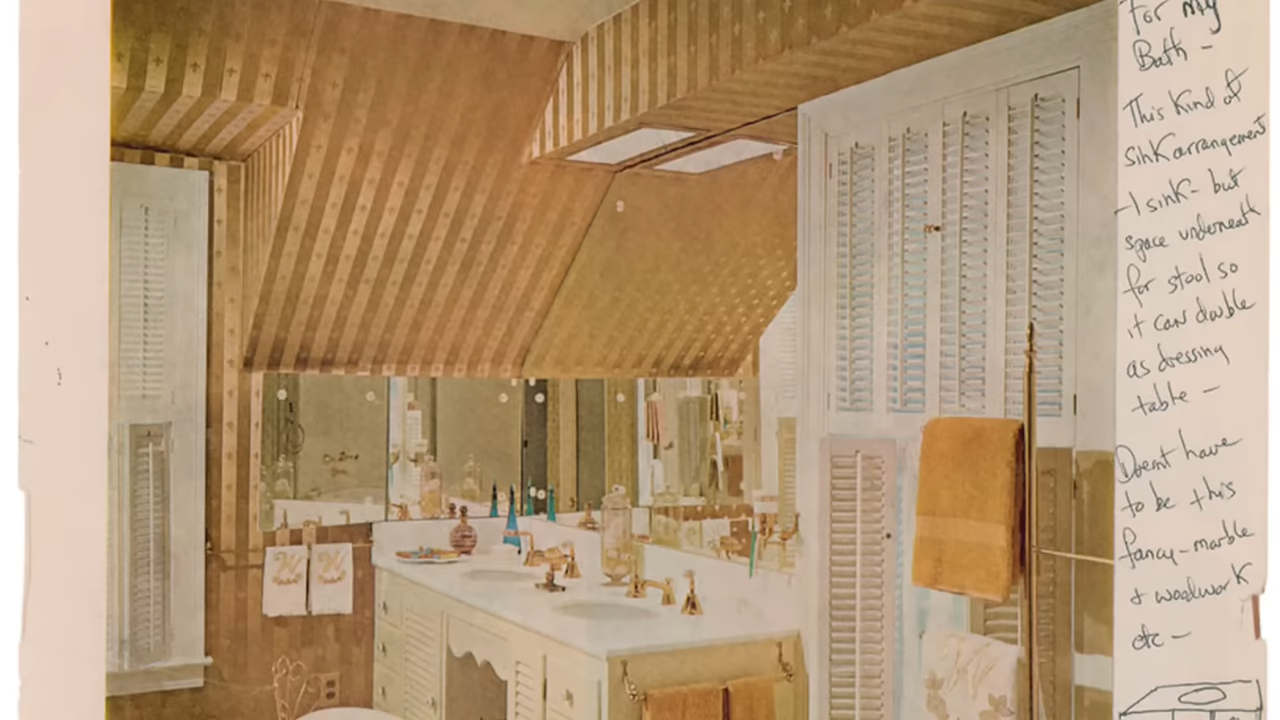 For my
Bath -
This kind of
sink arrangement
-1 sink - but
space underneath
for stool so
it can double
as dressing
table -
Doesnt have
to be this
fancy - marble
& woodwork
etc -
W W